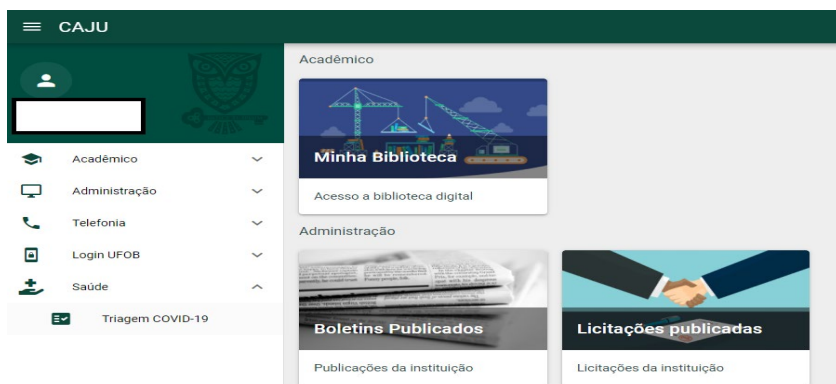 CAJU
Acadêmico
Administração
Telefonia
Login UFOB
Saúde
Triagem COVID-19
Acadêmico
Minha Biblioteca
Acesso a biblioteca digital
Administração
Boletins Publicados
Publicações da instituição
Licitações publicadas
Licitações da instituição